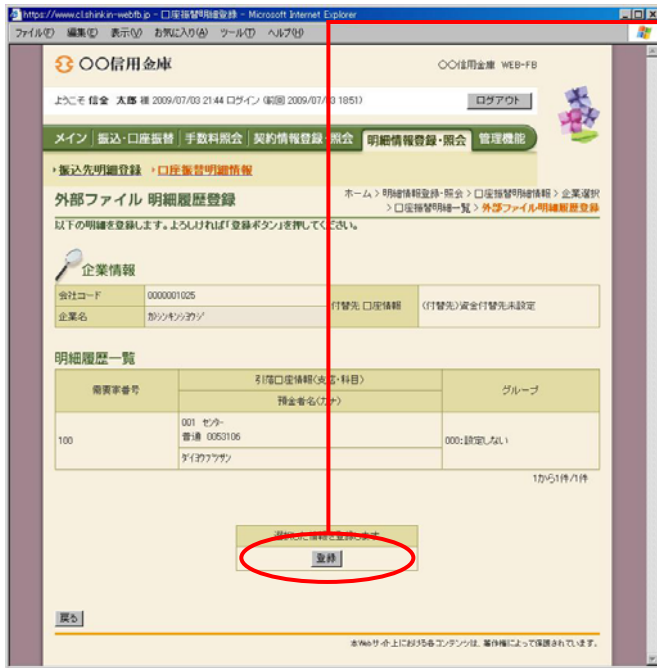 https://www.cl.shinkin-webfb.jp - 口座振替明細登録 - Microsoft Internet Explorer
ファイル(F) 編集(E) 表示(V) お気に入り(A) ツール(T) ヘルプ(H)
〇〇信用金庫
〇〇信用金庫 WEB-FB
ようこそ 信金 太郎 様 2009/07/03 21:44 ログイン (前回 2009/07/03 18:51)
ログアウト
メイン 振込・口座振替 手数料照会 契約情報登録・照会 明細情報登録・照会 管理機能
振込先明細登録 口座振替明細情報
外部ファイル 明細履歴登録
ホーム > 明細情報登録・照会 > 口座振替明細情報 > 企業選択
> 口座振替明細一覧 > 外部ファイル明細履歴登録
以下の明細を登録します。よろしければ「登録ボタン」を押してください。
企業情報
会社コード 0000001025 付替先 口座情報 (付替先)資金付替先未設定
企業名
明細履歴一覧
需要家番号 引落口座情報(支店・科目) グループ
預金者名(カナ)
001 センター
100 普通 0053106 000:設定しない
ダイヨウフツサン
1から1件/1件
選択した情報を登録します
登録
戻る
本Webサイト上における各コンテンツは、著作権によって保護されています。